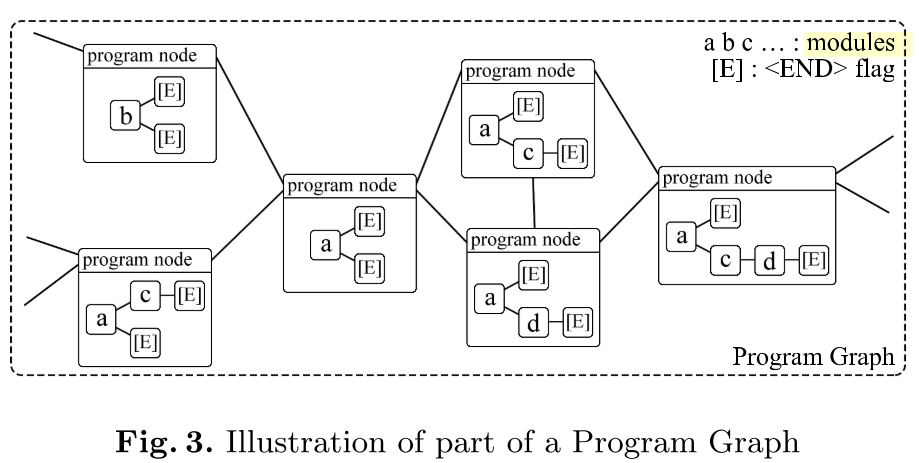 a b c ... : modules
[E] : <END> flag
program node
b
[E]
[E]
program node
a
c
[E]
[E]
program node
a
[E]
[E]
program node
a
[E]
c
[E]
program node
a
[E]
d
[E]
program node
a
[E]
c
d
[E]
Program Graph
Fig. 3. Illustration of part of a Program Graph